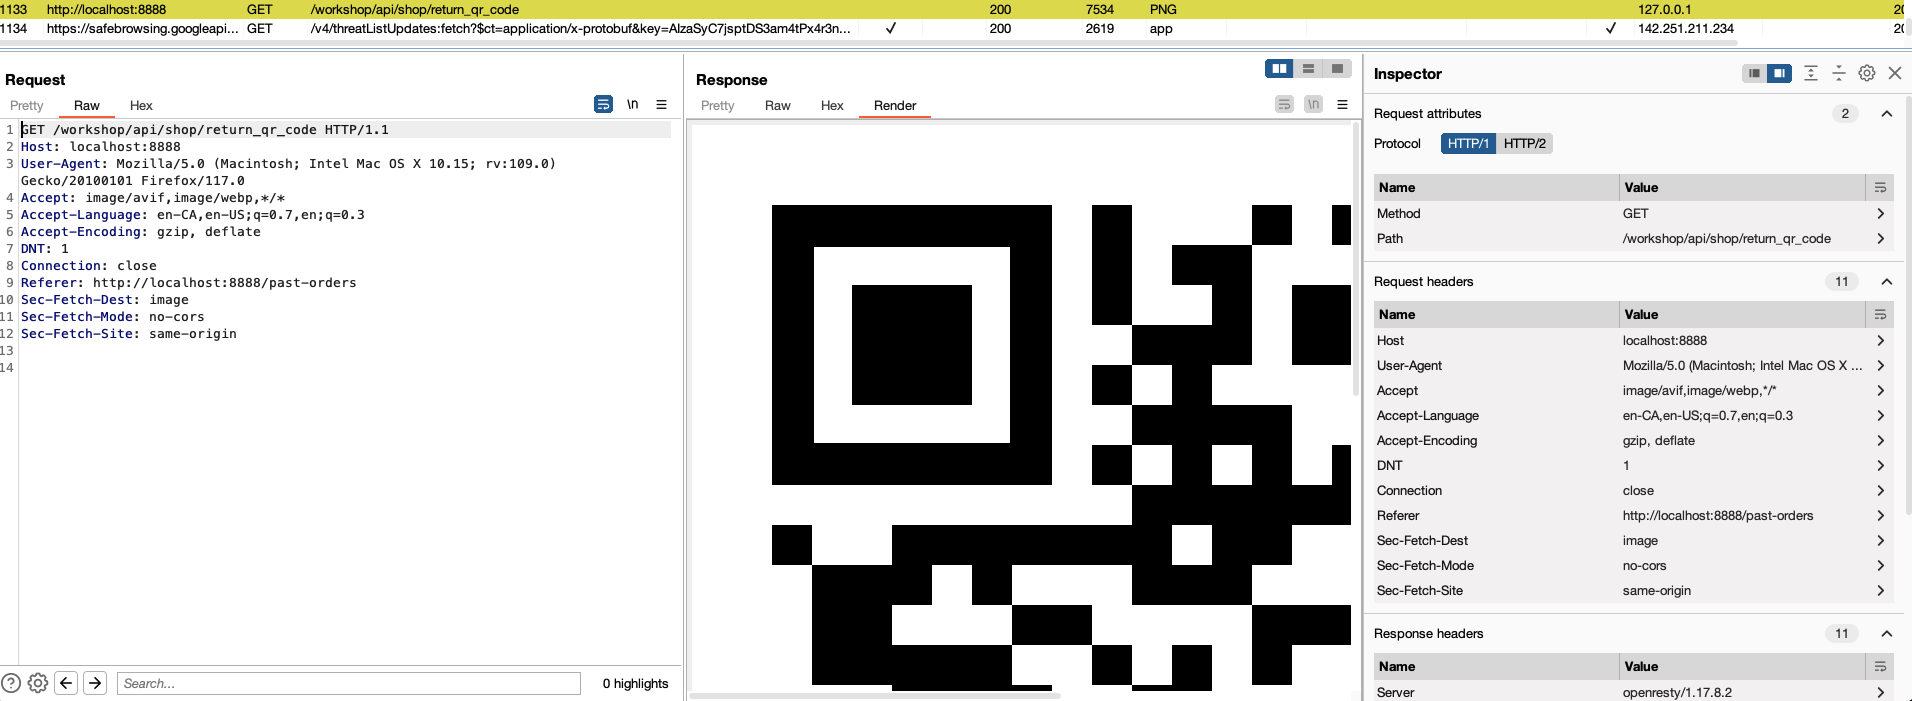 1133 http://localhost:8888 GET /workshop/api/shop/return_qr_code 200 7534 PNG 127.0.0.1
1134 https://safebrowsing.googleapi... GET /v4/threatListUpdates:fetch?$ct=application/x-protobuf&key=AIzaSyC7jsptDS3am4tPx4r3n... 200 2619 app 142.251.211.234
Request
Pretty Raw Hex
\n
1 GET /workshop/api/shop/return_qr_code HTTP/1.1
2 Host: localhost:8888
3 User-Agent: Mozilla/5.0 (Macintosh; Intel Mac OS X 10.15; rv:109.0)
Gecko/20100101 Firefox/117.0
4 Accept: image/avif,image/webp,*/*
5 Accept-Language: en-CA,en-US;q=0.7,en;q=0.3
6 Accept-Encoding: gzip, deflate
7 DNT: 1
8 Connection: close
9 Referer: http://localhost:8888/past-orders
10 Sec-Fetch-Dest: image
11 Sec-Fetch-Mode: no-cors
12 Sec-Fetch-Site: same-origin
13
14
Search...
0 highlights
Response
Pretty Raw Hex Render
\n
Inspector
Request attributes 2
Protocol HTTP/1 HTTP/2
Name Value
Method GET
Path /workshop/api/shop/return_qr_code
Request headers 11
Name Value
Host localhost:8888
User-Agent Mozilla/5.0 (Macintosh; Intel Mac OS X ...
Accept image/avif,image/webp,*/*
Accept-Language en-CA,en-US;q=0.7,en;q=0.3
Accept-Encoding gzip, deflate
DNT 1
Connection close
Referer http://localhost:8888/past-orders
Sec-Fetch-Dest image
Sec-Fetch-Mode no-cors
Sec-Fetch-Site same-origin
Response headers 11
Name Value
Server openresty/1.17.8.2